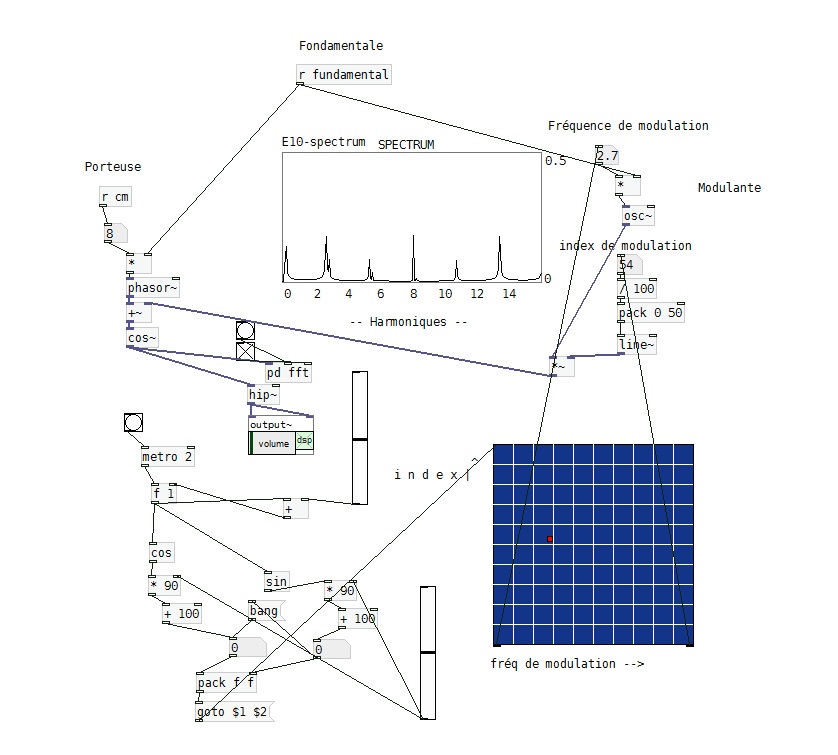 Fondamentale
r fundamental
Fréquence de modulation
E10-spectrum SPECTRUM
0.5
2.7
Porteuse
*
Modulante
r cm
osc~
8
index de modulation
*
54
phasor~
0
/ 100
0 2 4 6 8 10 12 14
+~
pack 0 50
-- Harmoniques --
cos~
line~
*~
pd fft
hip~
output~
volume
dsp
metro 2
^
i n d e x |
f 1
+
cos
* 90
sin
* 90
bang
+ 100
+ 100
0
0
fréq de modulation -->
pack f f
goto $1 $2